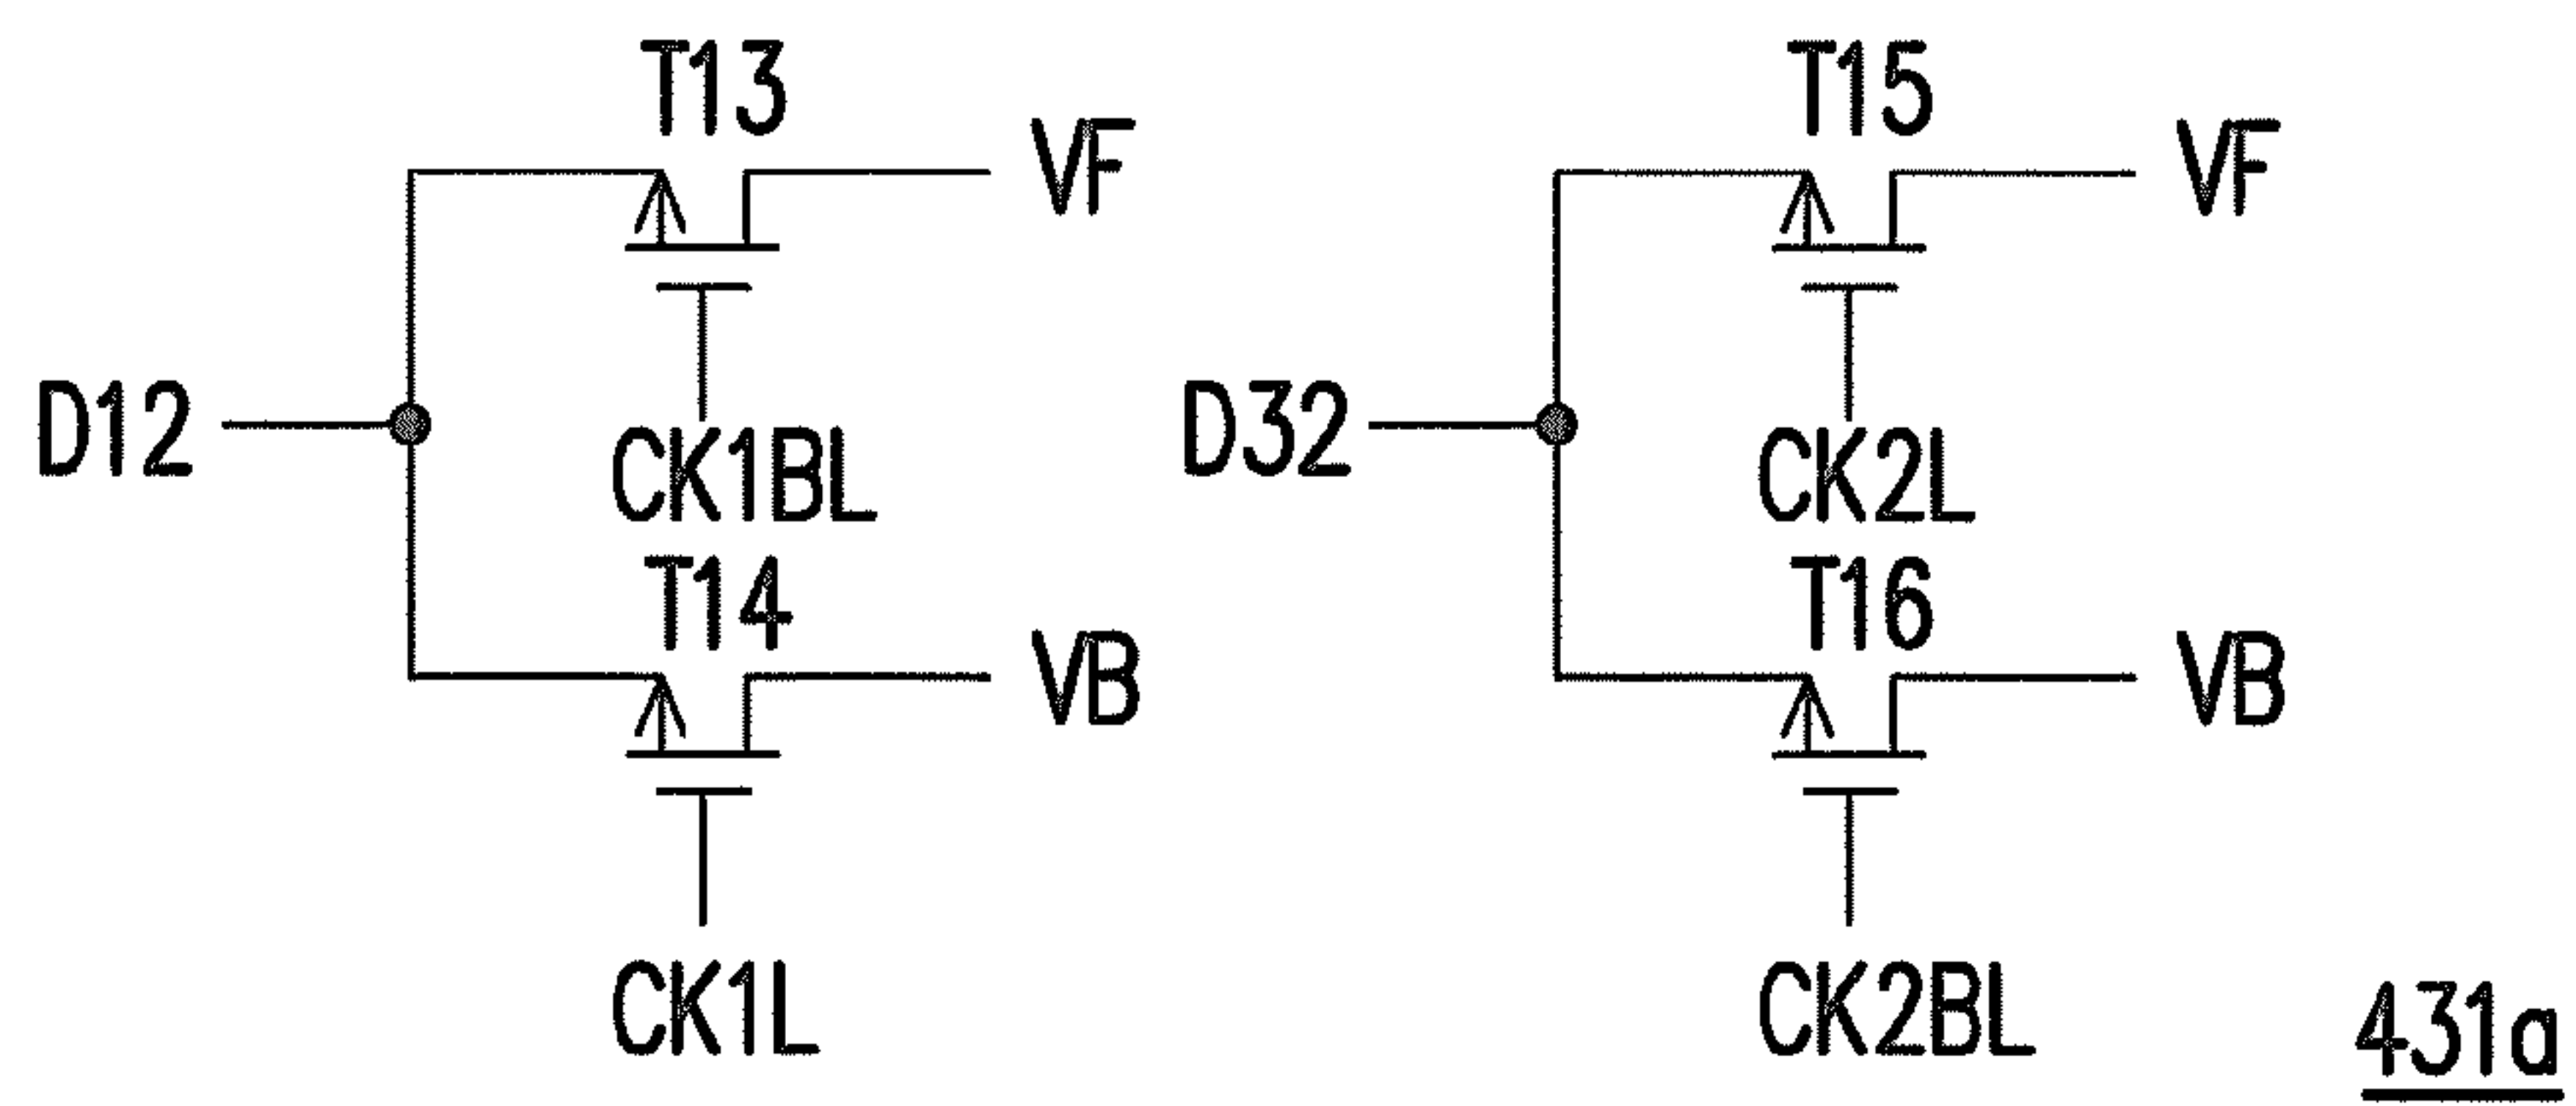 T13
VF
D12
CK1BL
T14
VB
CK1L
T15
VF
D32
CK2L
T16
VB
CK2BL
431a